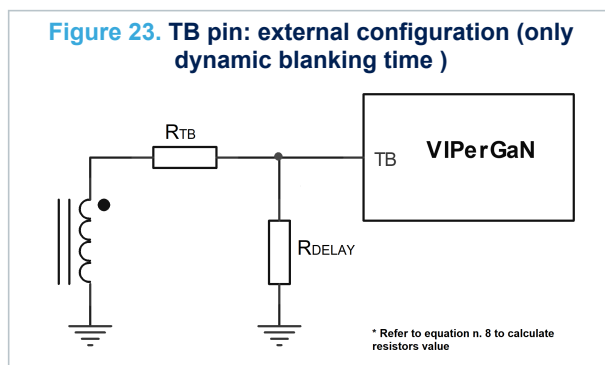 Figure 23. TB pin: external configuration (only
dynamic blanking time )
RTB
TB
VIPerGaN
RDELAY
* Refer to equation n. 8 to calculate
resistors value